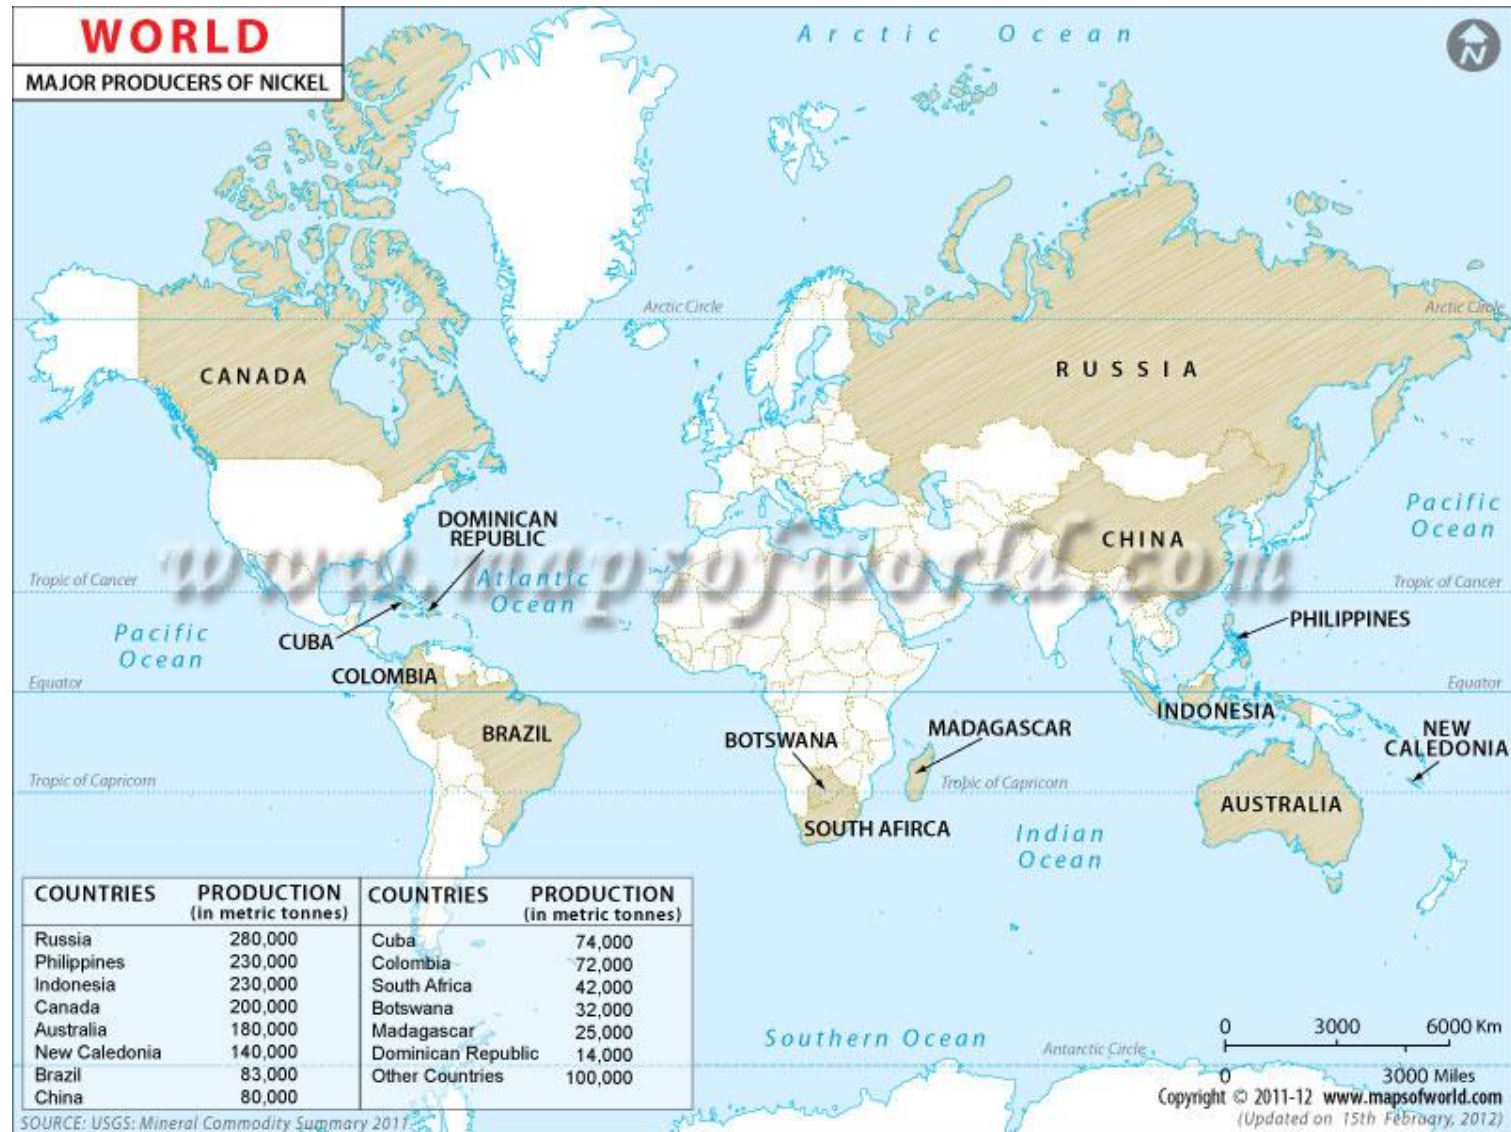 WORLD
MAJOR PRODUCERS OF NICKEL
Arctic Ocean
N
Arctic Circle
Arctic Circle
CANADA
RUSSIA
Pacific
Ocean
DOMINICAN
REPUBLIC
CHINA
www.mapsofworld.com
Atlantic
Ocean
Tropic of Cancer
Tropic of Cancer
CUBA
PHILIPPINES
Pacific
Ocean
COLOMBIA
Equator
Equator
BRAZIL
BOTSWANA
MADAGASCAR
INDONESIA
NEW
CALEDONIA
Tropic of Capricorn
Tropic of Capricorn
AUSTRALIA
SOUTH AFIRCA
Indian
Ocean
COUNTRIES PRODUCTION COUNTRIES PRODUCTION
(in metric tonnes) (in metric tonnes)
Russia 280,000 Cuba 74,000
Philippines 230,000 Colombia 72,000
Indonesia 230,000 South Africa 42,000
Canada 200,000 Botswana 32,000
Australia 180,000 Madagascar 25,000
New Caledonia 140,000 Dominican Republic 14,000
Brazil 83,000 Other Countries 100,000
China 80,000
SOURCE: USGS: Mineral Commodity Summary 2011
Southern Ocean
Antarctic Circle
0 3000 6000 Km
0 3000 Miles
Copyright © 2011-12 www.mapsofworld.com
(Updated on 15th February, 2012)